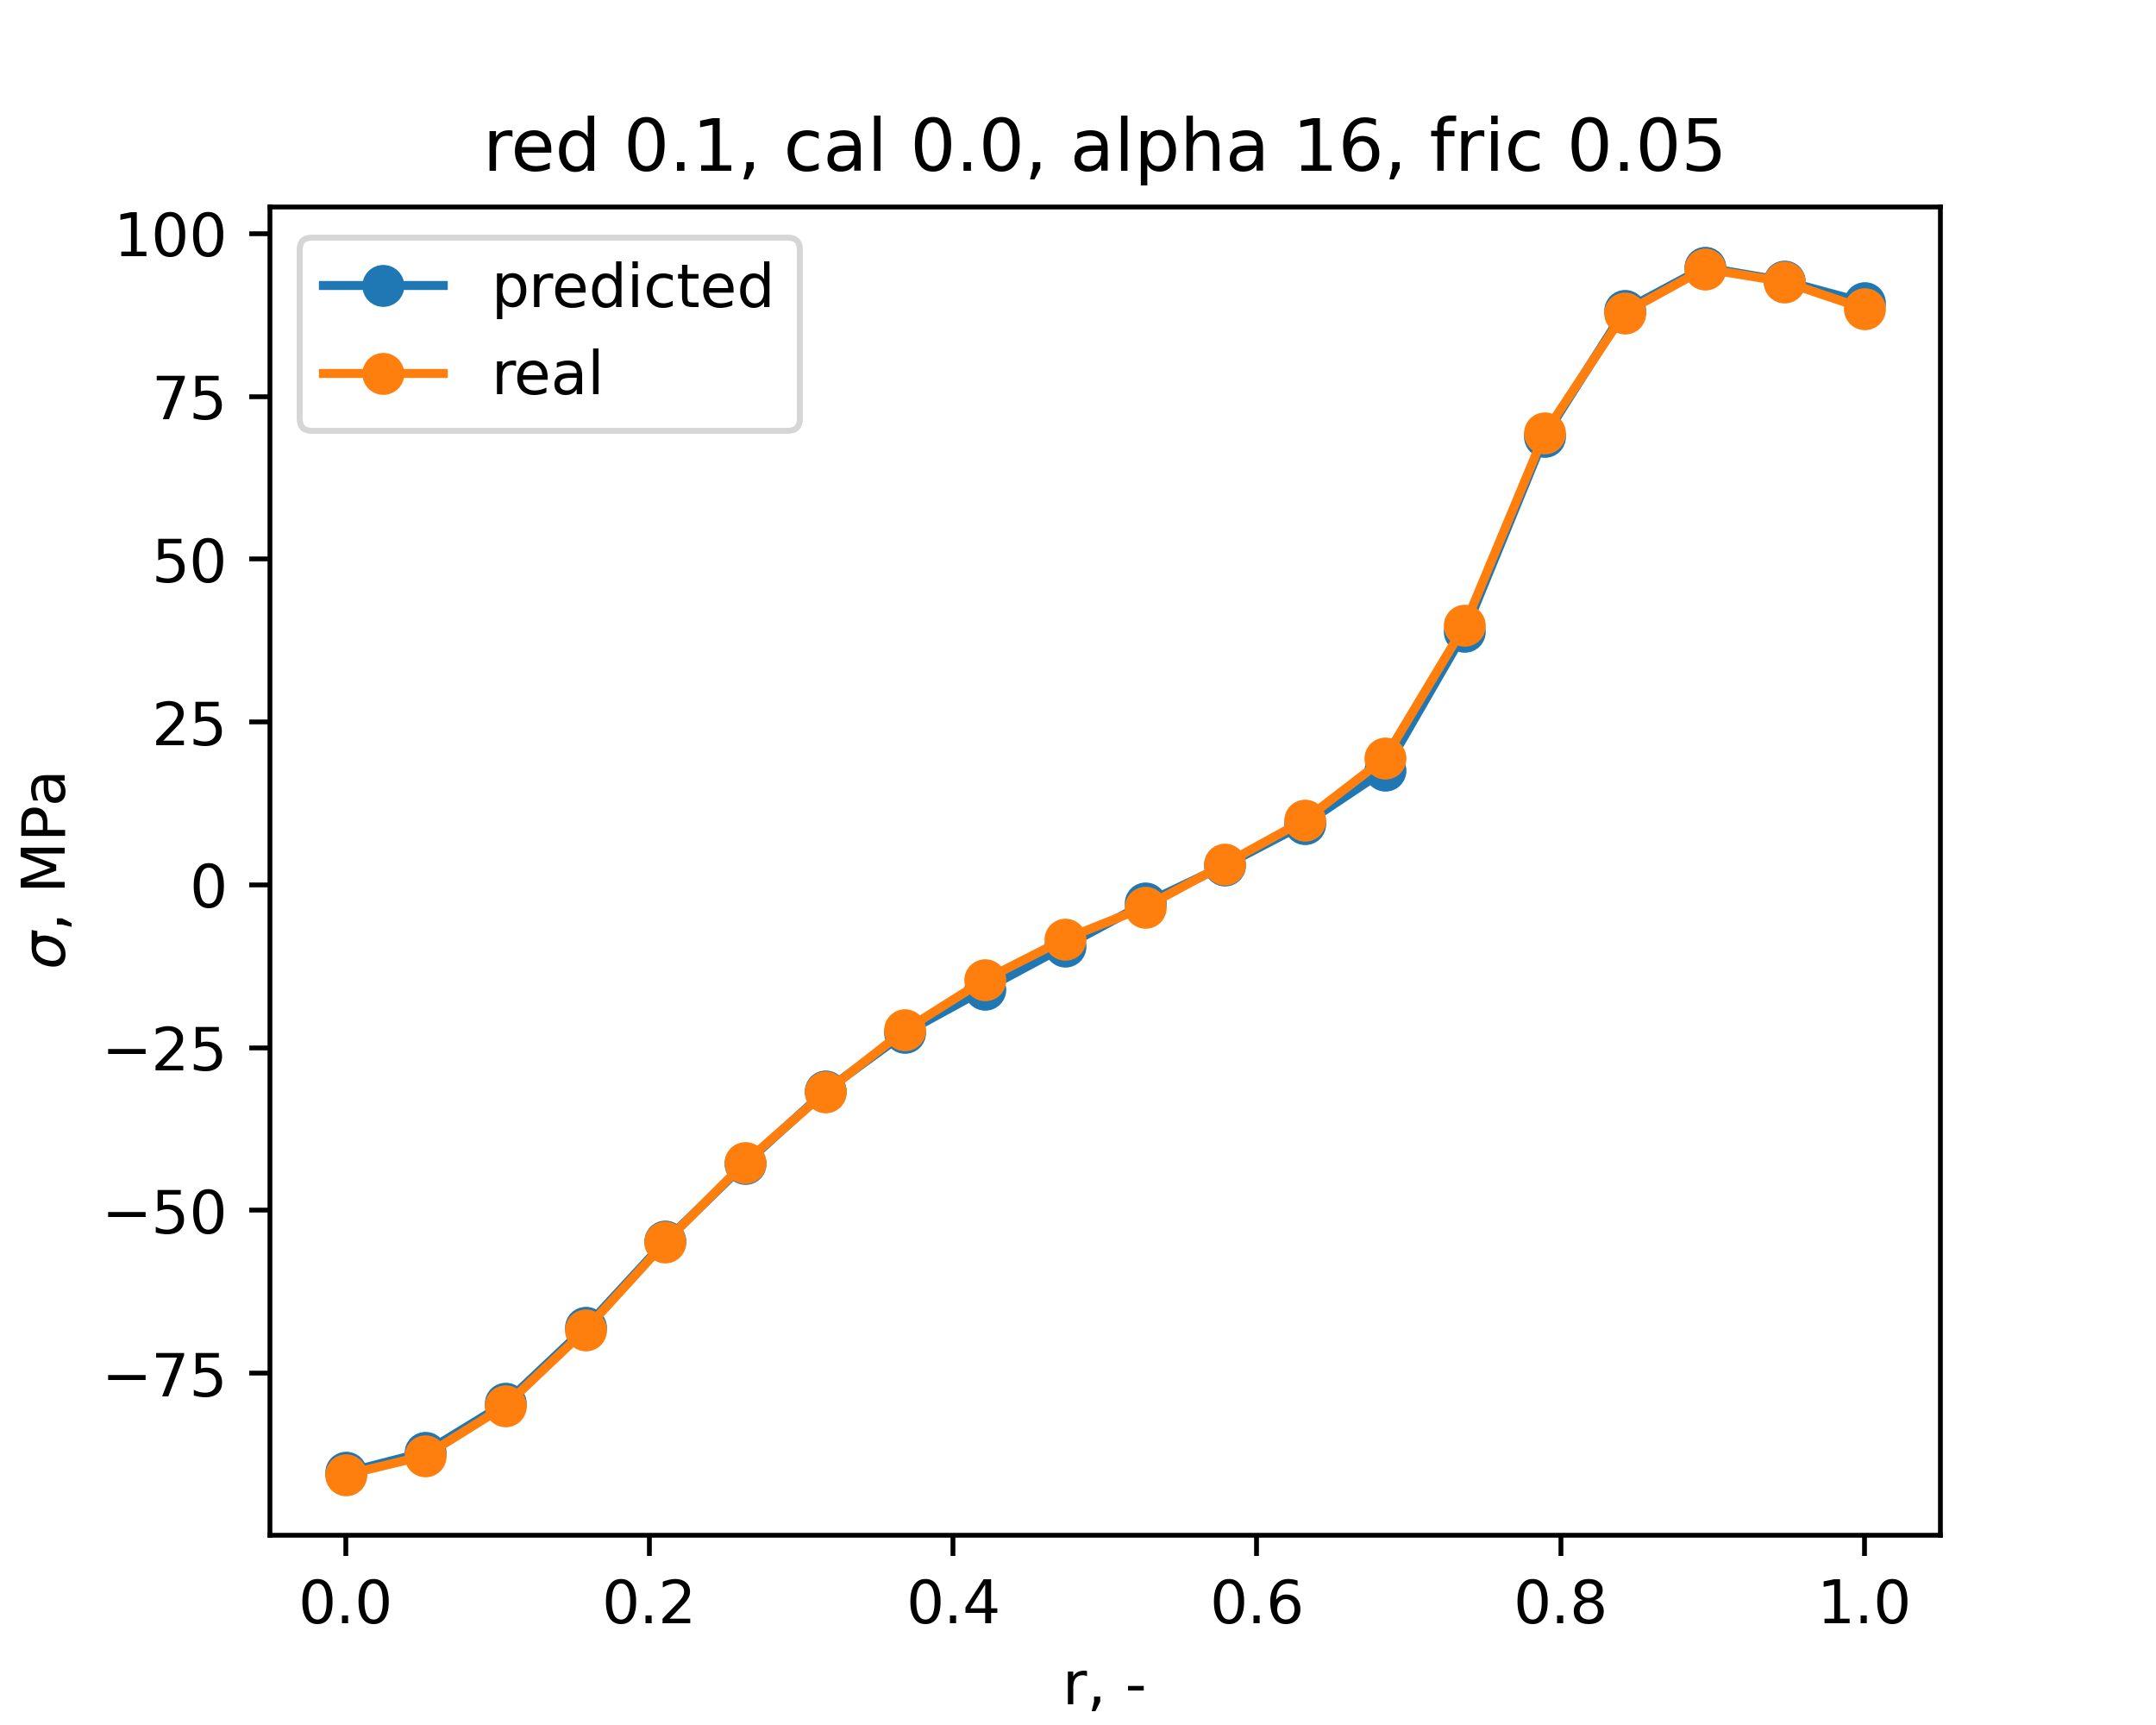 red 0.1, cal 0.0, alpha 16, fric 0.05
100
75
50
25
0
−25
−50
−75
σ, MPa
predicted
real
0.0 0.2 0.4 0.6 0.8 1.0
r, -